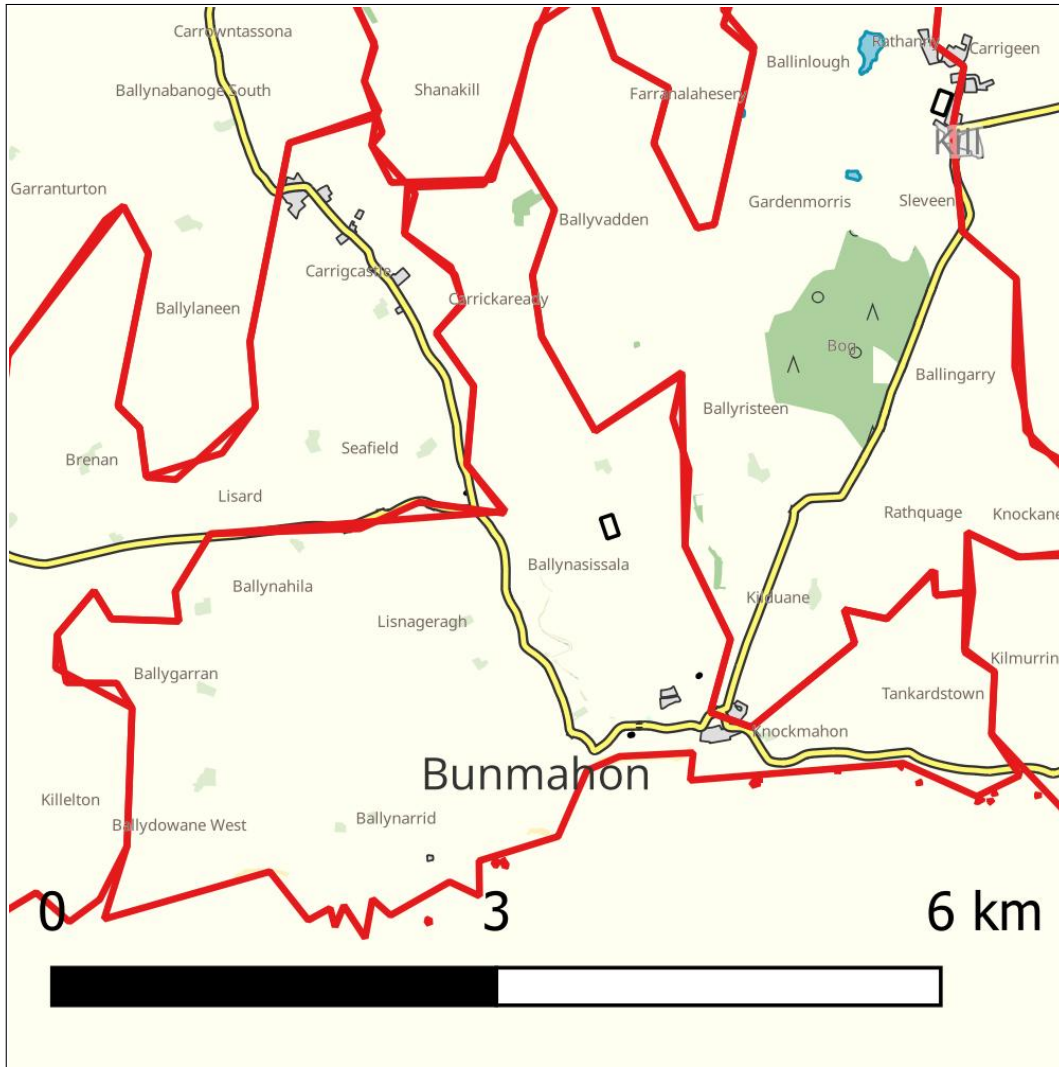 Carrowntassona
Rathanny
Carrigeen
Ballinlough
Ballynabanoge South
Shanakill
Farranalahesery
Kill
Garranturton
Gardenmorris
Sleveen
Ballyvadden
Carrigcastle
Carrickaready
Ballylaneen
Bog
Ballingarry
Ballyristeen
Seafield
Brenan
Lisard
Rathquage
Knockane
Ballynasissala
Ballynahila
Kilduane
Lisnageragh
Kilmurrin
Ballygarran
Tankardstown
Knockmahon
Bunmahon
Killelton
Ballynarrid
Ballydowane West
0 3 6 km